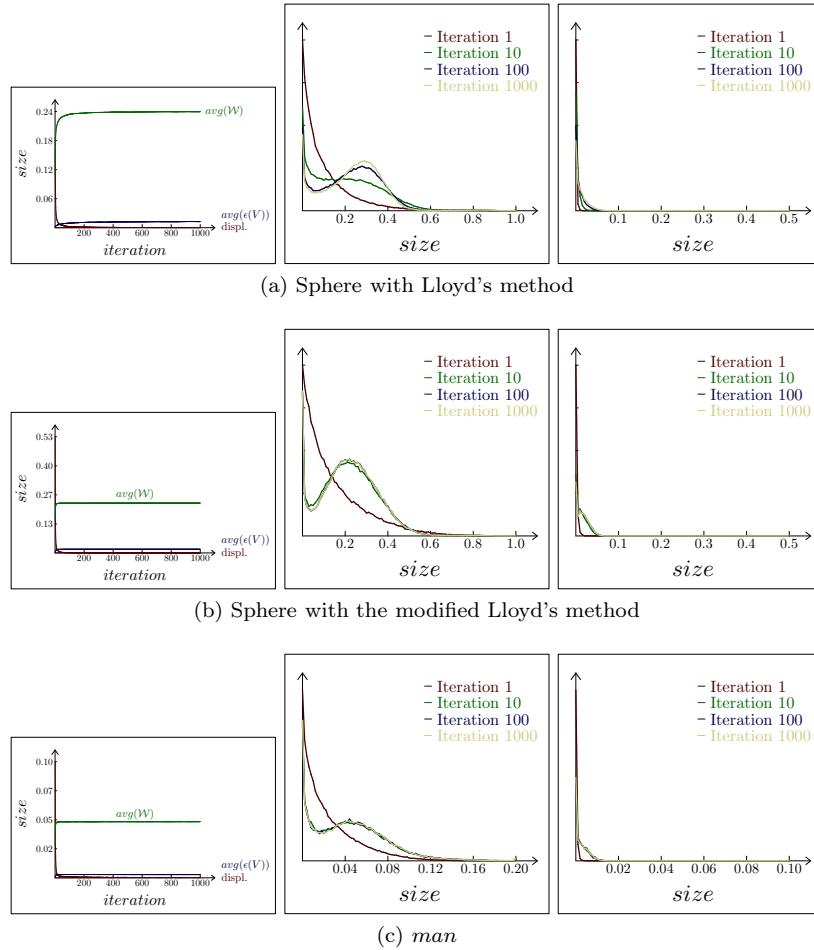 0.24
0.18
0.12
0.06
size
avg(𝒲)
avg(ϵ(V))
displ.
200 400 600 800 1000
iteration
Iteration 1
Iteration 10
Iteration 100
Iteration 1000
0.2 0.4 0.6 0.8 1.0
size
Iteration 1
Iteration 10
Iteration 100
Iteration 1000
0.1 0.2 0.3 0.4 0.5
size
(a) Sphere with Lloyd's method
0.53
0.40
0.27
0.13
size
avg(𝒲)
avg(ϵ(V))
displ.
200 400 600 800 1000
iteration
Iteration 1
Iteration 10
Iteration 100
Iteration 1000
0.2 0.4 0.6 0.8 1.0
size
Iteration 1
Iteration 10
Iteration 100
Iteration 1000
0.1 0.2 0.3 0.4 0.5
size
(b) Sphere with the modified Lloyd's method
0.10
0.07
0.05
0.02
size
avg(𝒲)
avg(ϵ(V))
displ.
200 400 600 800 1000
iteration
Iteration 1
Iteration 10
Iteration 100
Iteration 1000
0.04 0.08 0.12 0.16 0.20
size
Iteration 1
Iteration 10
Iteration 100
Iteration 1000
0.02 0.04 0.06 0.08 0.10
size
(c) man